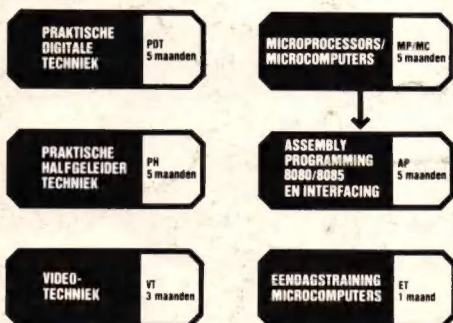 PRAKTISCHE
DIGITALE
TECHNIEK
PDT
5 maanden
MICROPROCESSORS/
MICROCOMPUTERS
MP/MC
5 maanden
PRAKTISCHE
HALFGELEIDER
TECHNIEK
PH
5 maanden
ASSEMBLY
PROGRAMMING
8080/8085
EN INTERFACING
AP
5 maanden
VIDEO-
TECHNIEK
VT
3 maanden
EENDAGSTRAINING
MICROCOMPUTERS
ET
1 maand